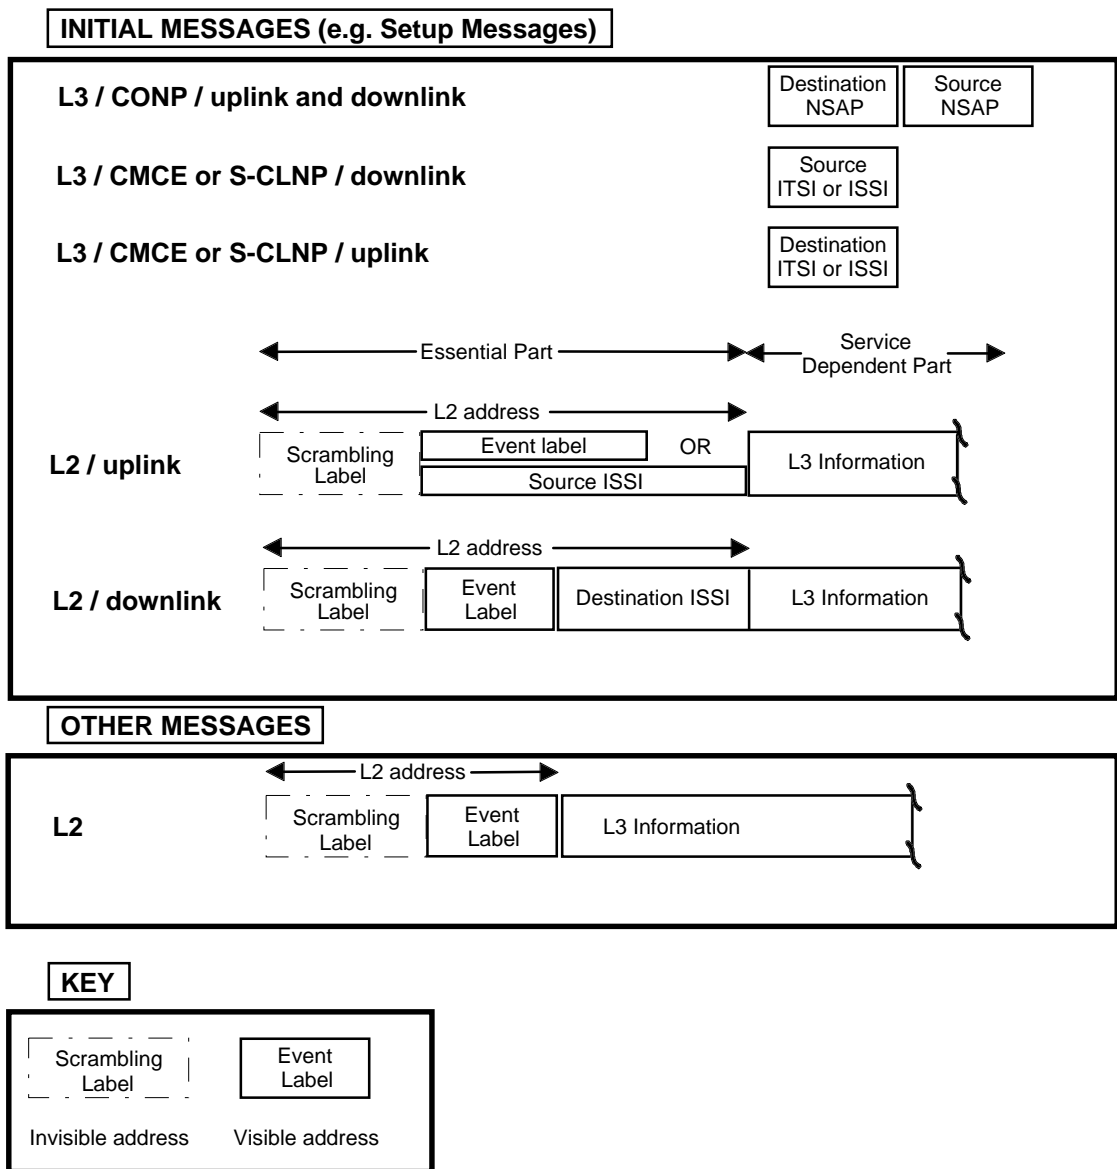 INITIAL MESSAGES (e.g. Setup Messages)
L3 / CONP / uplink and downlink
Destination
NSAP
Source
NSAP
L3 / CMCE or S-CLNP / downlink
Source
ITSI or ISSI
L3 / CMCE or S-CLNP / uplink
Destination
ITSI or ISSI
Essential Part
Service
Dependent Part
L2 address
L2 / uplink
Scrambling
Label
Event label
OR
Source ISSI
L3 Information
L2 address
L2 / downlink
Scrambling
Label
Event
Label
Destination ISSI
L3 Information
OTHER MESSAGES
L2 address
L2
Scrambling
Label
Event
Label
L3 Information
KEY
Scrambling
Label
Event
Label
Invisible address
Visible address